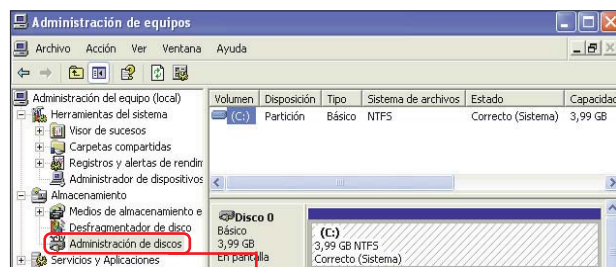 Administración de equipos
Archivo Acción Ver Ventana Ayuda
Administración del equipo (local)
Herramientas del sistema
Visor de sucesos
Carpetas compartidas
Registros y alertas de rendim
Administrador de dispositivos
Almacenamiento
Medios de almacenamiento e
Desfragmentador de disco
Administración de discos
Servicios y Aplicaciones
Volumen Disposición Tipo Sistema de archivos Estado Capacidad
(C:) Partición Básico NTFS Correcto (Sistema) 3,99 GB
Disco 0
Básico
3,99 GB
En pantalla
(C:)
3,99 GB NTFS
Correcto (Sistema)